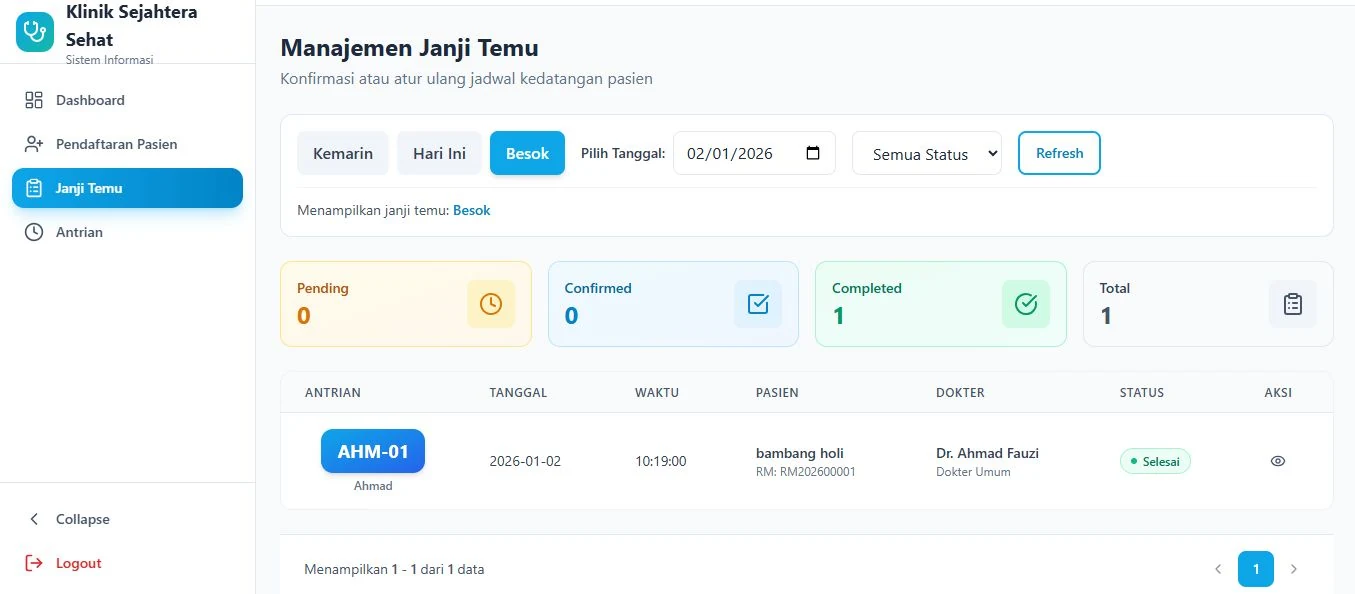 Klinik Sejahtera
Sehat
Sistem Informasi
Dashboard
Pendaftaran Pasien
Janji Temu
Antrian
Collapse
Logout
Manajemen Janji Temu
Konfirmasi atau atur ulang jadwal kedatangan pasien
Kemarin Hari Ini Besok Pilih Tanggal: 02/01/2026 Semua Status Refresh
Menampilkan janji temu: Besok
Pending Confirmed Completed Total
0 0 1 1
ANTRIAN TANGGAL WAKTU PASIEN DOKTER STATUS AKSI
AHM-01 2026-01-02 10:19:00 bambang holi Dr. Ahmad Fauzi Selesai
Ahmad RM: RM202600001 Dokter Umum
Menampilkan 1 - 1 dari 1 data 1